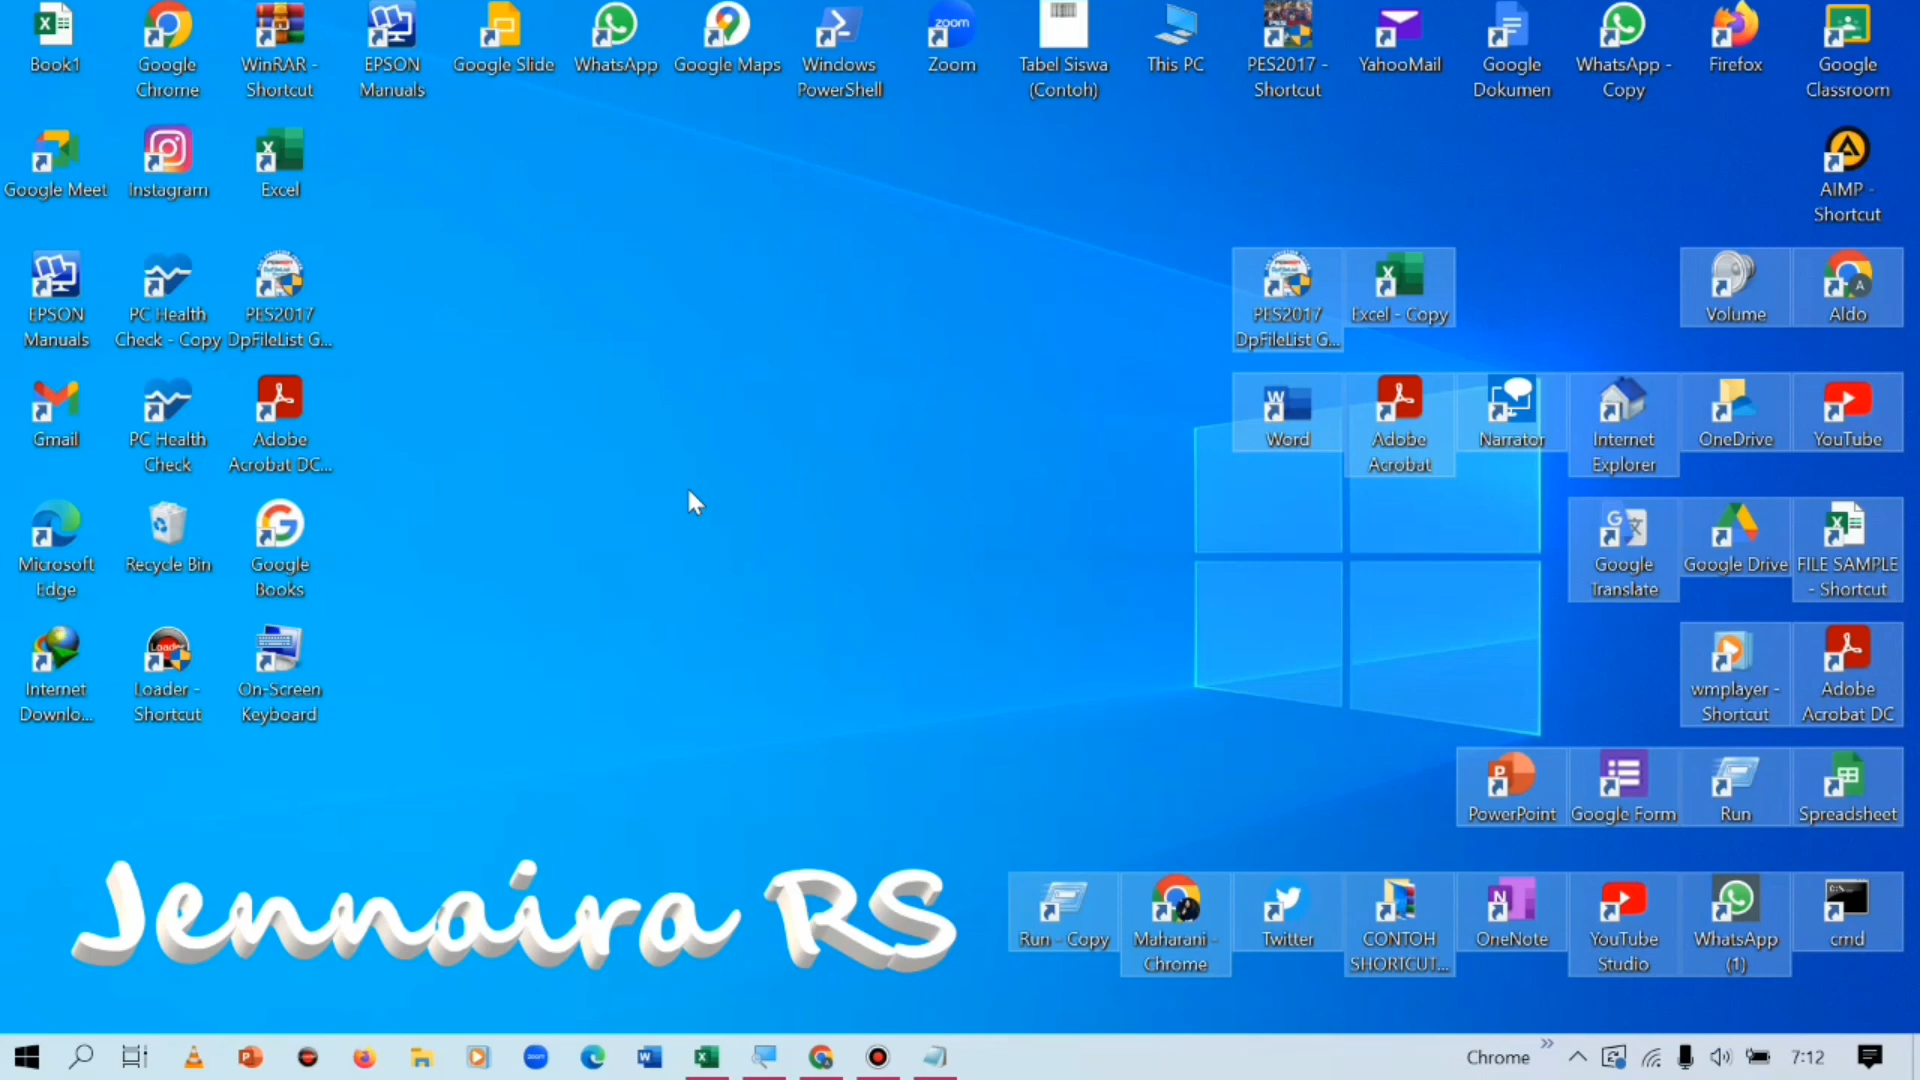 Book1
Google
Chrome
WinRAR -
Shortcut
EPSON
Manuals
Google Slide
WhatsApp
Google Maps
Windows
PowerShell
zoom
Zoom
Tabel Siswa
(Contoh)
This PC
PES2017 -
Shortcut
YahooMail
Google
Dokumen
WhatsApp -
Copy
Firefox
Google
Classroom
Google Meet
Instagram
Excel
AIMP -
Shortcut
EPSON
Manuals
PC Health
Check - Copy
PES2017
DpFileList G...
PES2017
DpFileList G...
Excel - Copy
Volume
Aldo
Gmail
PC Health
Check
Adobe
Acrobat DC...
Word
Adobe
Acrobat
Narrator
Internet
Explorer
OneDrive
YouTube
Microsoft
Edge
Recycle Bin
Google
Books
Google
Translate
Google Drive
FILE SAMPLE
- Shortcut
Internet
Downlo...
Loader
Loader -
Shortcut
On-Screen
Keyboard
wmplayer -
Shortcut
Adobe
Acrobat DC
PowerPoint
Google Form
Run
Spreadsheet
Jennaira RS
Run - Copy
Maharani -
Chrome
Twitter
CONTOH
SHORTCUT...
OneNote
YouTube
Studio
WhatsApp
(1)
cmd
Chrome
7:12